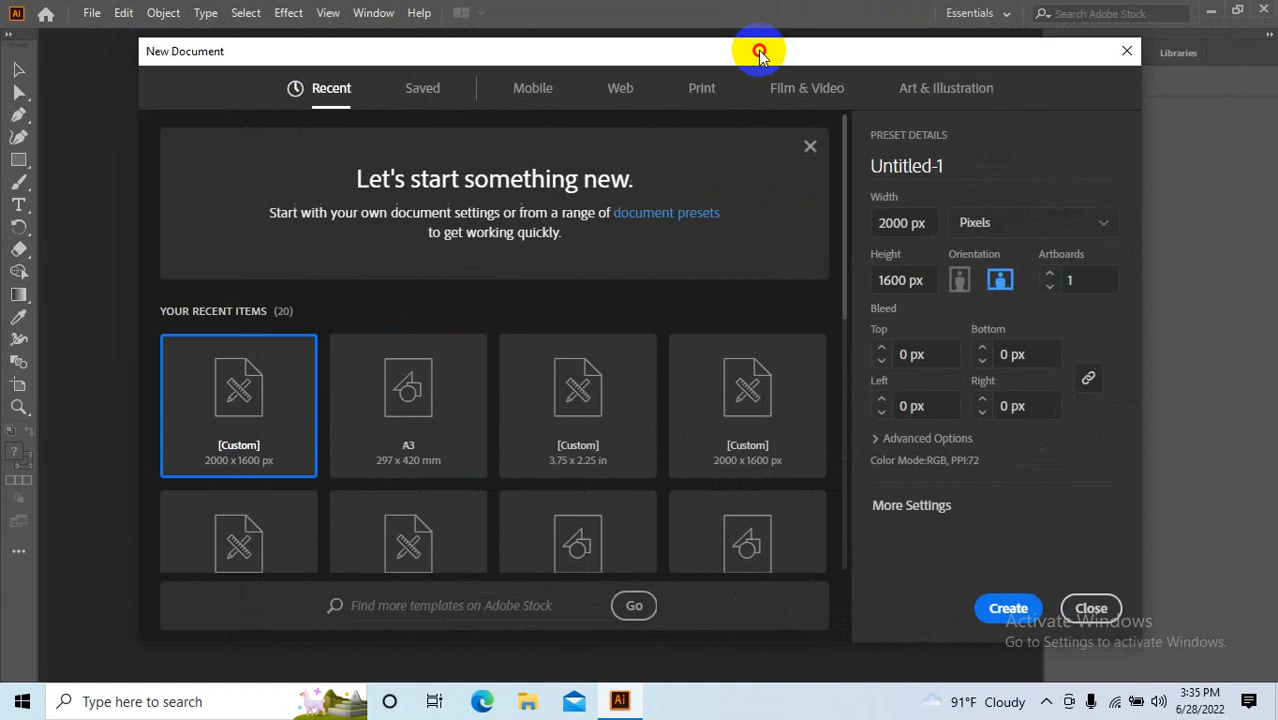 Ai File Edit Object Type Select Effect View Window Help Essentials Search Adobe Stock
New Document
Libraries
Recent Saved Mobile Web Print Film & Video Art & Illustration
Let's start something new.
Start with your own document settings or from a range of document presets
to get working quickly.
YOUR RECENT ITEMS (20)
[Custom]
2000 x 1600 px
A3
297 x 420 mm
[Custom]
3.75 x 2.25 in
[Custom]
2000 x 1600 px
Find more templates on Adobe Stock Go
PRESET DETAILS
Untitled-1
Width
2000 px Pixels
Height Orientation Artboards
1600 px 1
Bleed
Top Bottom
0 px 0 px
Left Right
0 px 0 px
Advanced Options
Color Mode:RGB, PPI:72
More Settings
Create Close
Activate Windows
Go to Settings to activate Windows.
Type here to search
Ai
91°F Cloudy
3:35 PM
6/28/2022